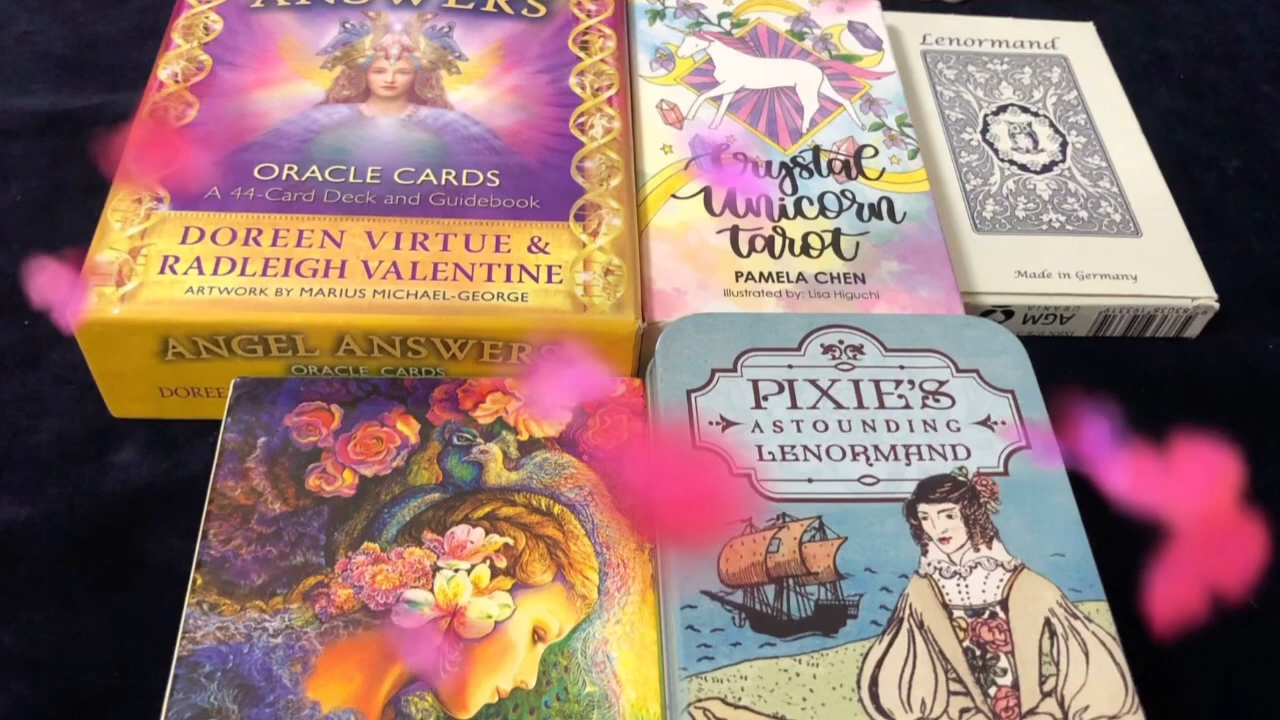 ANSWERS
ORACLE CARDS
A 44-Card Deck and Guidebook
DOREEN VIRTUE &
RADLEIGH VALENTINE
ARTWORK BY MARIUS MICHAEL-GEORGE
ANGEL ANSWERS
ORACLE CARDS
DOREE
Crystal
Unicorn
tarot
PAMELA CHEN
Illustrated by: Lisa Higuchi
Lenormand
Made in Germany
AGM
URANIA
PIXIE'S
ASTOUNDING
LENORMAND